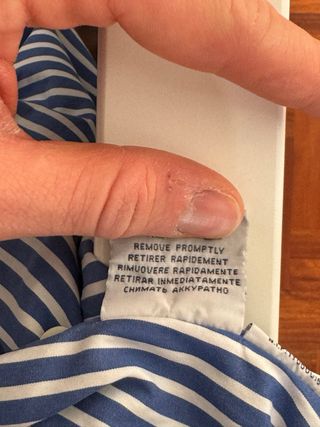 REMOVE PROMPTLY
RETIRER RAPIDEMENT
RIMUOVERE RAPIDAMENTE
RETIRAR INMEDIATAMENTE
СНИМАТЬ АККУРАТНО